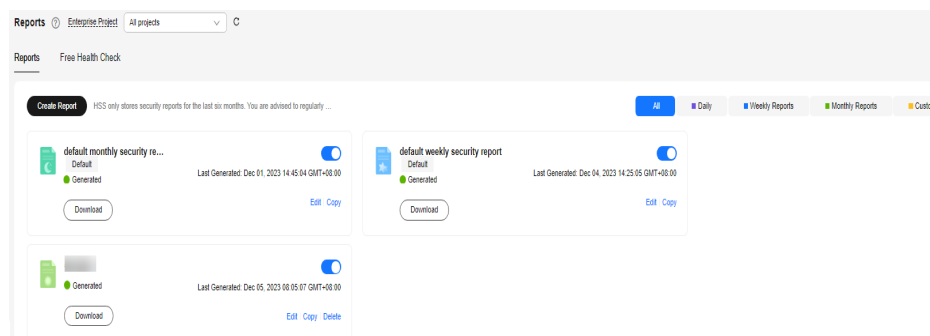 Reports ? Enterprise Project All projects
Reports Free Health Check
Create Report HSS only stores security reports for the last six months. You are advised to regularly ...
All Daily Weekly Reports Monthly Reports Custo
default monthly security re...
Default
Generated
Last Generated: Dec 01, 2023 14:45:04 GMT+08:00
Download
Edit Copy
default weekly security report
Default
Generated
Last Generated: Dec 04, 2023 14:25:05 GMT+08:00
Download
Edit Copy
Generated
Last Generated: Dec 05, 2023 08:05:07 GMT+08:00
Download
Edit Copy Delete